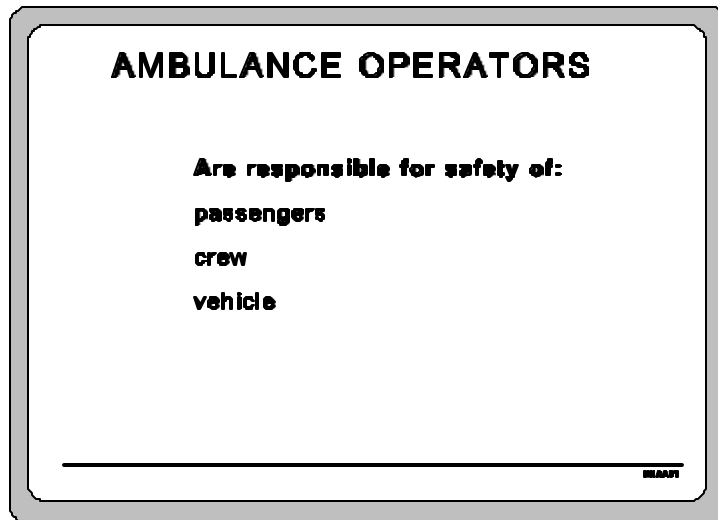 AMBULANCE OPERATORS
Are responsible for safety of:
passengers
crew
vehicle